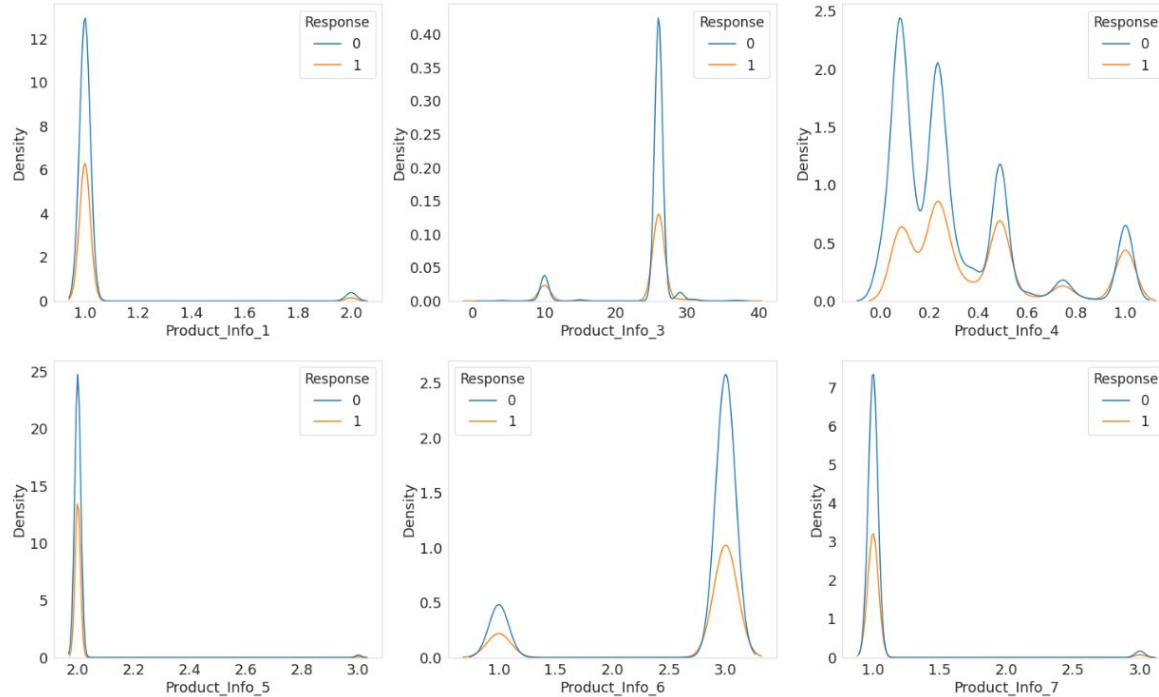 Response
0
1
Density
12
10
8
6
4
2
0
1.0 1.2 1.4 1.6 1.8 2.0
Product_Info_1
Response
0
1
Density
0.40
0.35
0.30
0.25
0.20
0.15
0.10
0.05
0.00
0 10 20 30 40
Product_Info_3
Response
0
1
Density
2.5
2.0
1.5
1.0
0.5
0.0
0.0 0.2 0.4 0.6 0.8 1.0
Product_Info_4
Response
0
1
Density
25
20
15
10
5
0
2.0 2.2 2.4 2.6 2.8 3.0
Product_Info_5
Response
0
1
Density
2.5
2.0
1.5
1.0
0.5
0.0
1.0 1.5 2.0 2.5 3.0
Product_Info_6
Response
0
1
Density
7
6
5
4
3
2
1
0
1.0 1.5 2.0 2.5 3.0
Product_Info_7